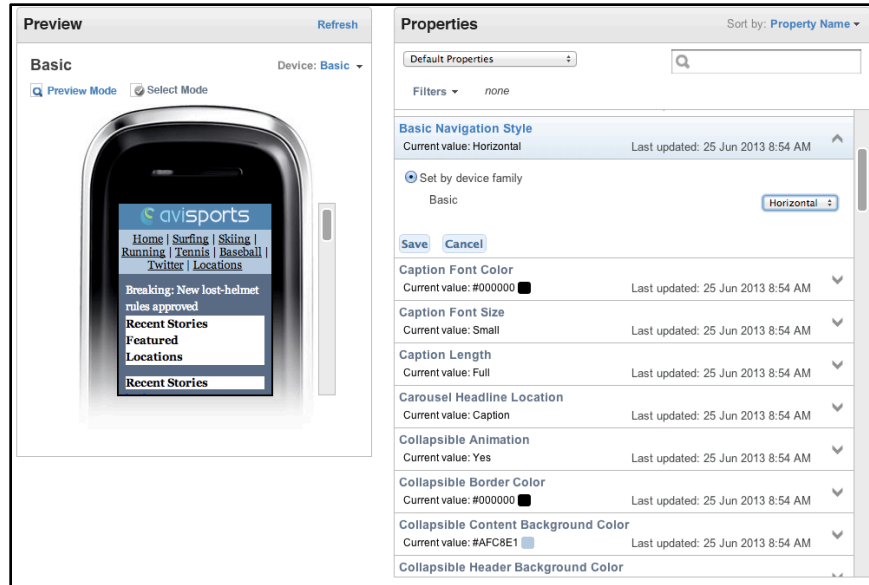 Preview
Refresh
Basic
Device: Basic
Preview Mode
Select Mode
avisports
Home | Surfing | Skiing |
Running | Tennis | Baseball |
Twitter | Locations
Breaking: New lost-helmet
rules approved
Recent Stories
Featured
Locations
Recent Stories
Properties
Sort by: Property Name
Default Properties
Filters
none
Basic Navigation Style
Current value: Horizontal
Last updated: 25 Jun 2013 8:54 AM
Set by device family
Basic
Horizontal
Save
Cancel
Caption Font Color
Current value: #000000
Last updated: 25 Jun 2013 8:54 AM
Caption Font Size
Current value: Small
Last updated: 25 Jun 2013 8:54 AM
Caption Length
Current value: Full
Last updated: 25 Jun 2013 8:54 AM
Carousel Headline Location
Current value: Caption
Last updated: 25 Jun 2013 8:54 AM
Collapsible Animation
Current value: Yes
Last updated: 25 Jun 2013 8:54 AM
Collapsible Border Color
Current value: #000000
Last updated: 25 Jun 2013 8:54 AM
Collapsible Content Background Color
Current value: #AFC8E1
Last updated: 25 Jun 2013 8:54 AM
Collapsible Header Background Color